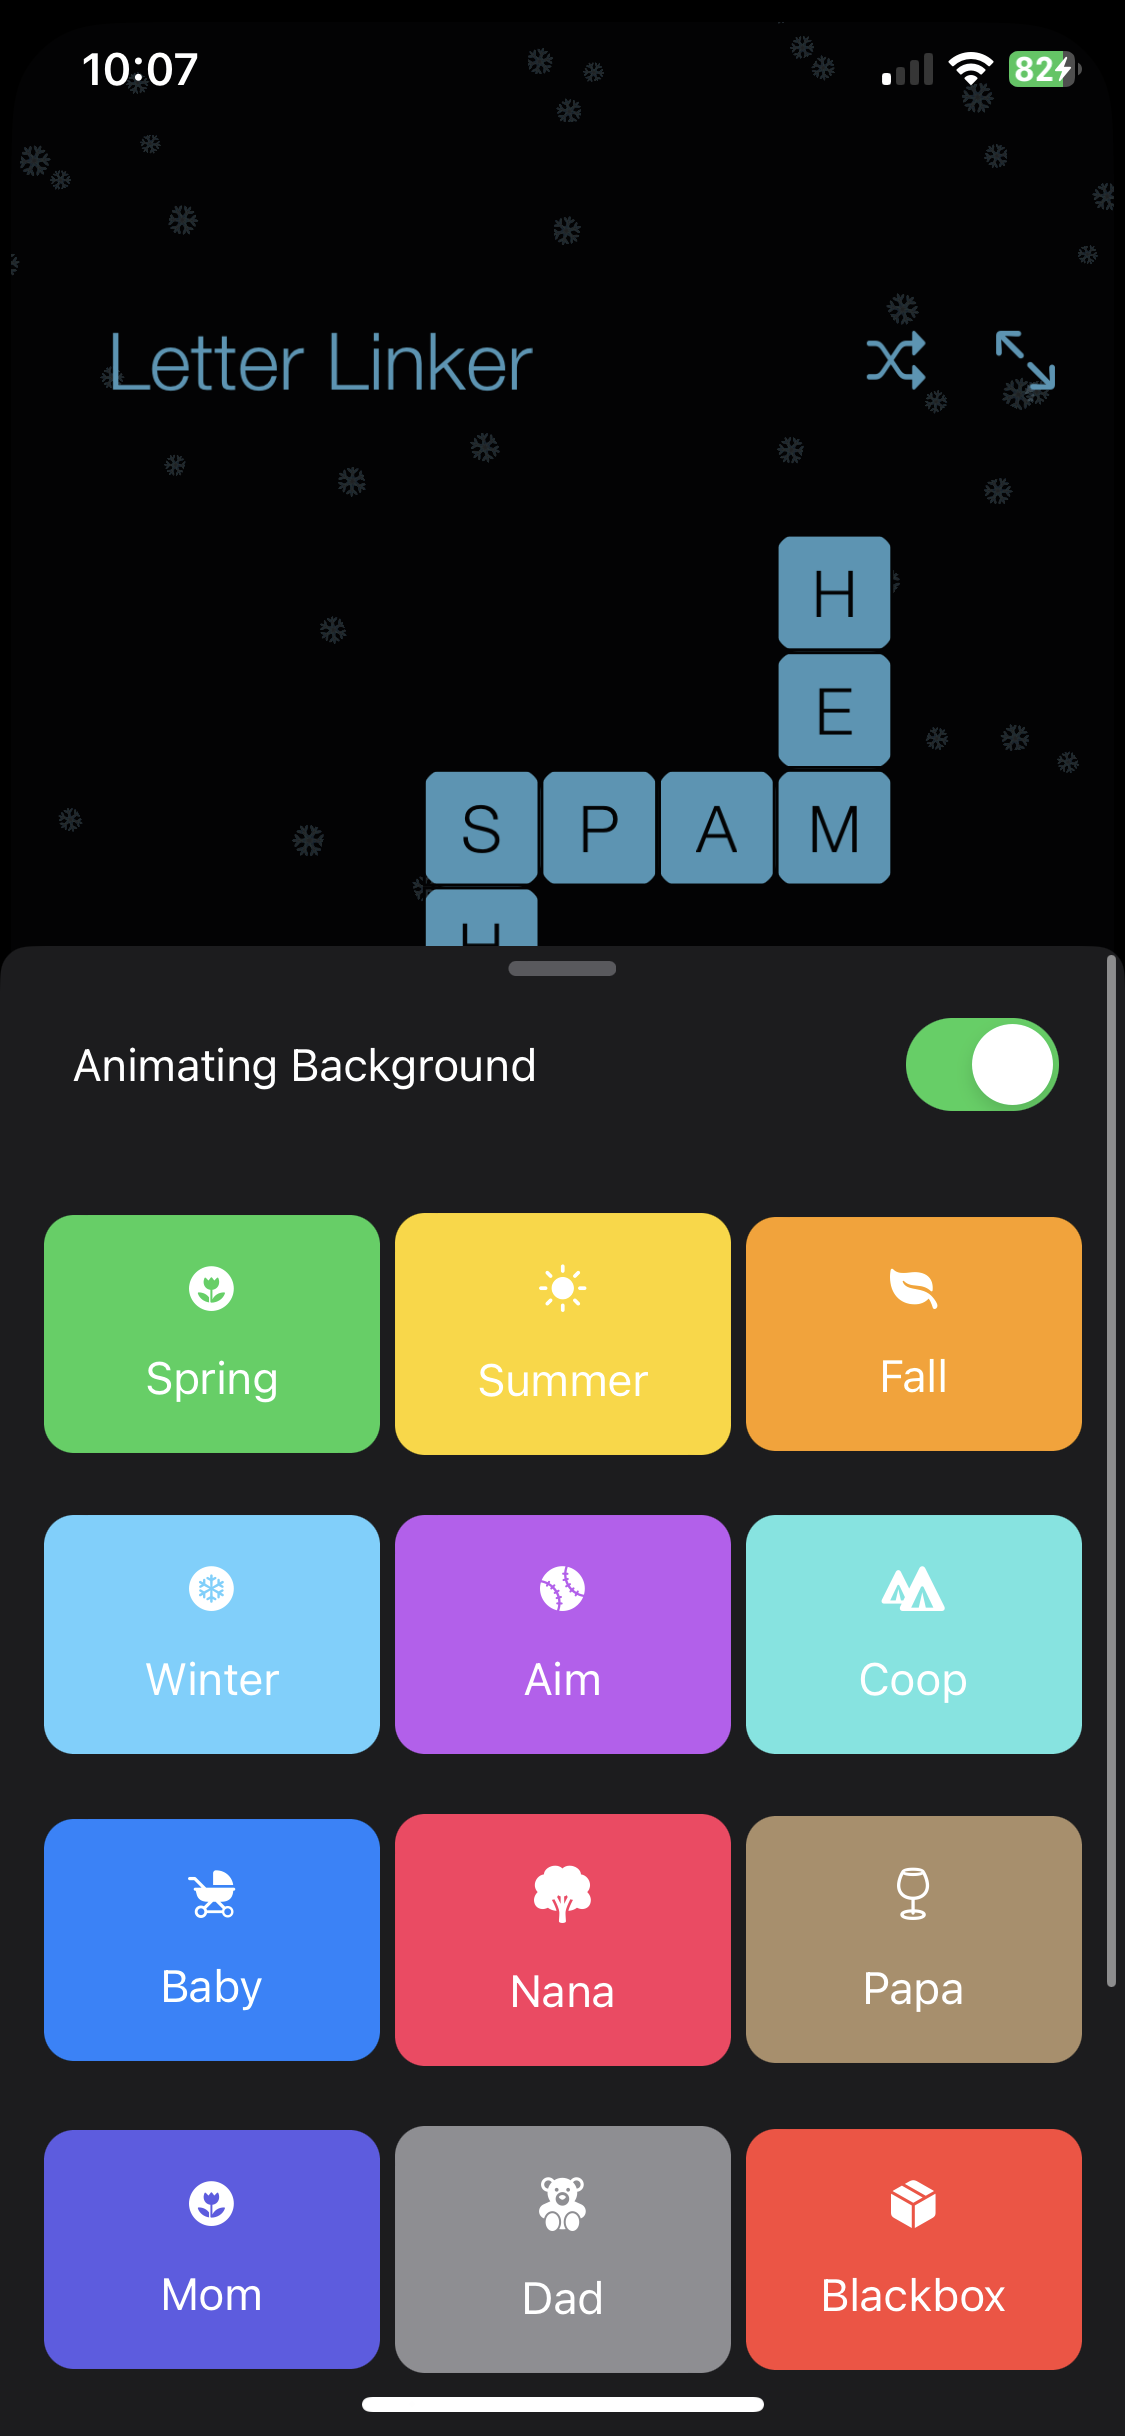 10:07
82
Letter Linker
H
E
S P A M
H
Animating Background
Spring Summer Fall
Winter Aim Coop
Baby Nana Papa
Mom Dad Blackbox